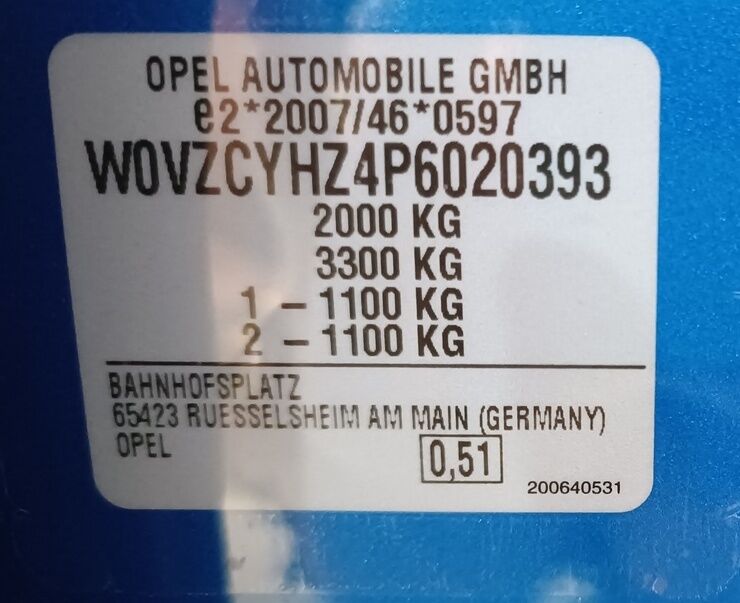 OPEL AUTOMOBILE GMBH
e2*2007/46*0597
W0VZCYHZ4P6020393
2000 KG
3300 KG
1 – 1100 KG
2 – 1100 KG
BAHNHOFSPLATZ
65423 RUESSELSHEIM AM MAIN (GERMANY)
OPEL
0,51
200640531